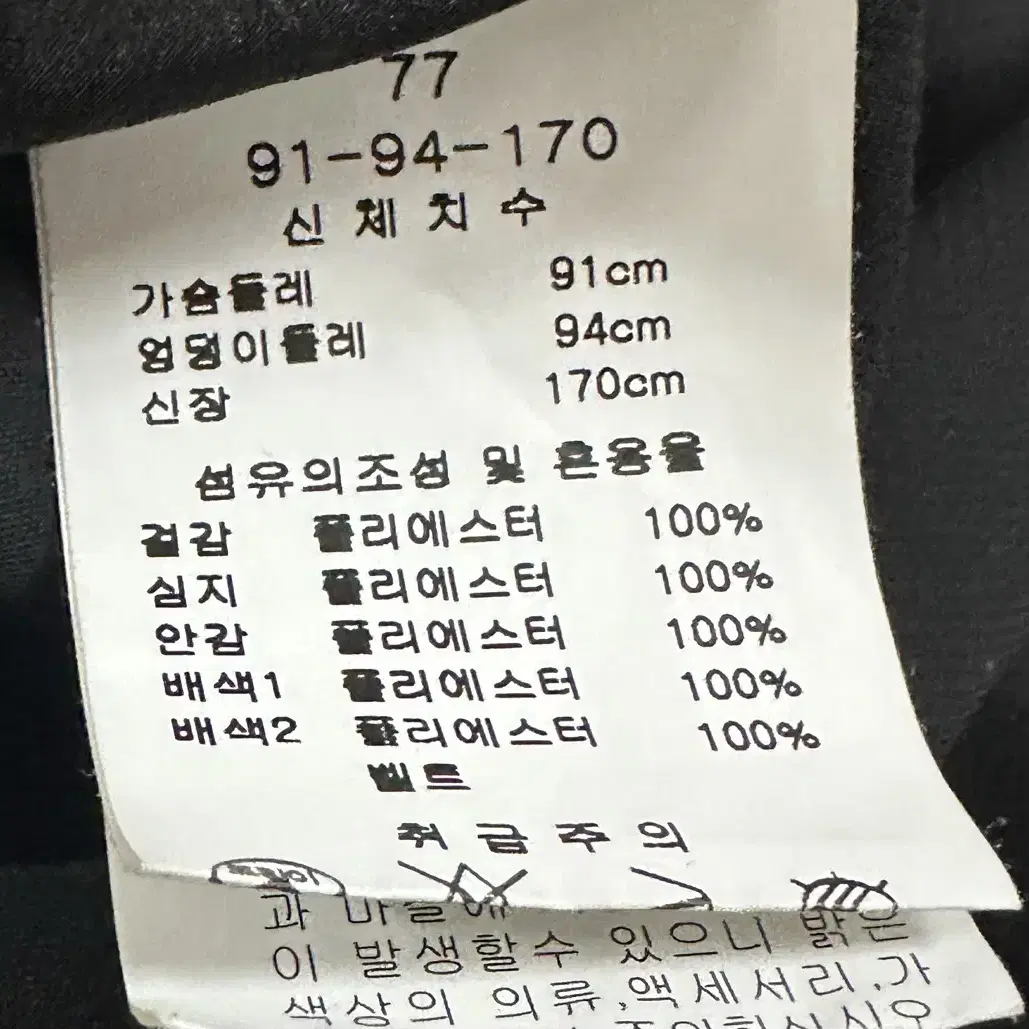 77
91-94-170
신체치수
가슴둘레 91cm
엉덩이둘레 94cm
신장 170cm
섬유의조성 및 혼용율
겉감 폴리에스터 100%
심지 폴리에스터 100%
안감 폴리에스터 100%
배색1 폴리에스터 100%
배색2 폴리에스터 100%
벨트
취급주의
이 발생할수 있으니 밝은
색상의 의류,액세서리,가